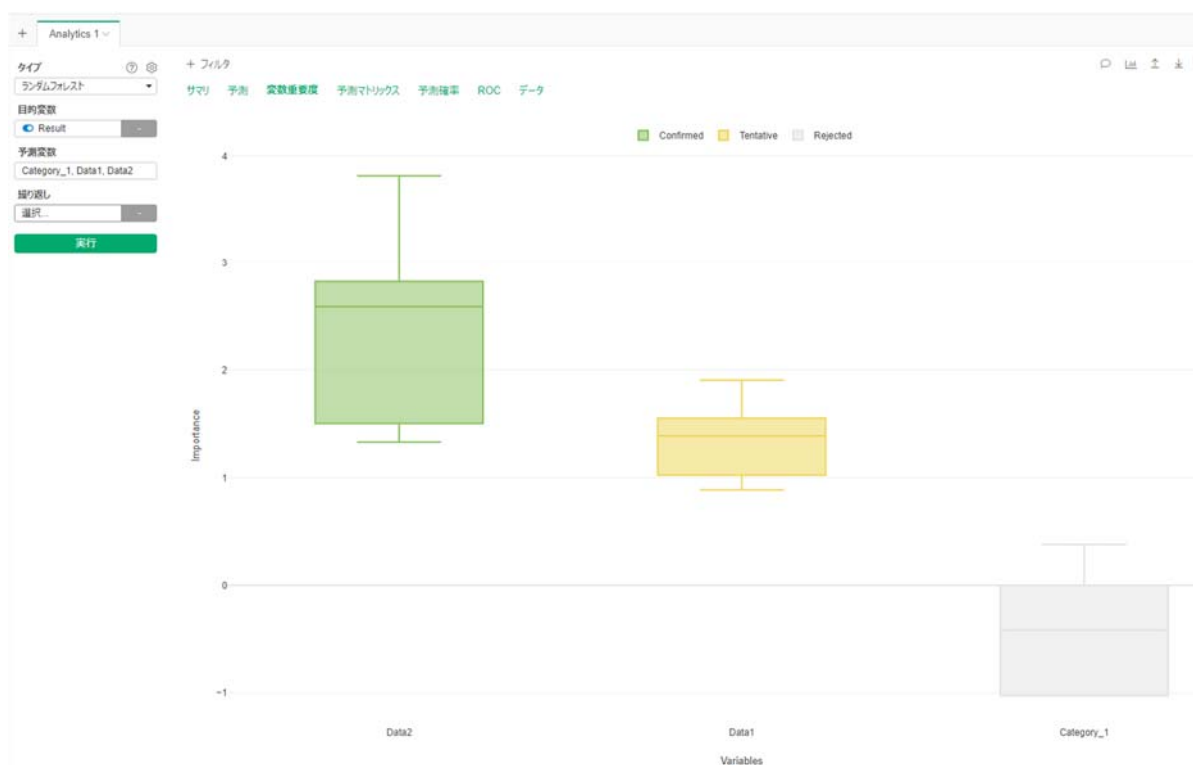 + Analytics 1
タイプ
ランダムフォレスト
目的変数
Result -
予測変数
Category_1, Data1, Data2
繰り返し
選択... -
実行
+ フィルタ
サマリ 予測 変数重要度 予測マトリックス 予測確率 ROC データ
Confirmed Tentative Rejected
4
3
2
1
0
−1
Importance
Data2 Data1 Category_1
Variables